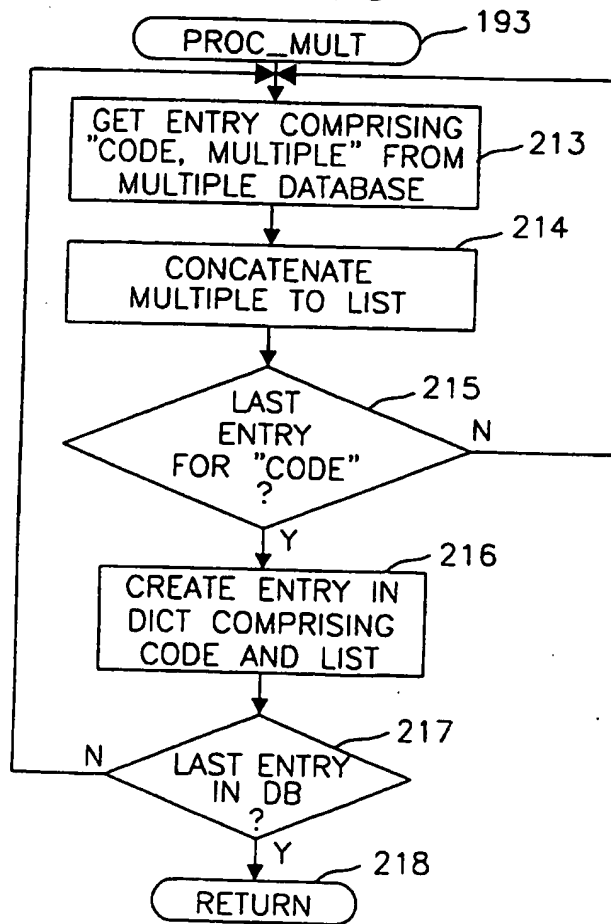 PROC_MULT
193
GET ENTRY COMPRISING
"CODE, MULTIPLE" FROM
MULTIPLE DATABASE
213
214
CONCATENATE
MULTIPLE TO LIST
215
LAST
ENTRY
FOR "CODE"
?
N
Y
216
CREATE ENTRY IN
DICT COMPRISING
CODE AND LIST
217
N
LAST ENTRY
IN DB
?
Y
218
RETURN